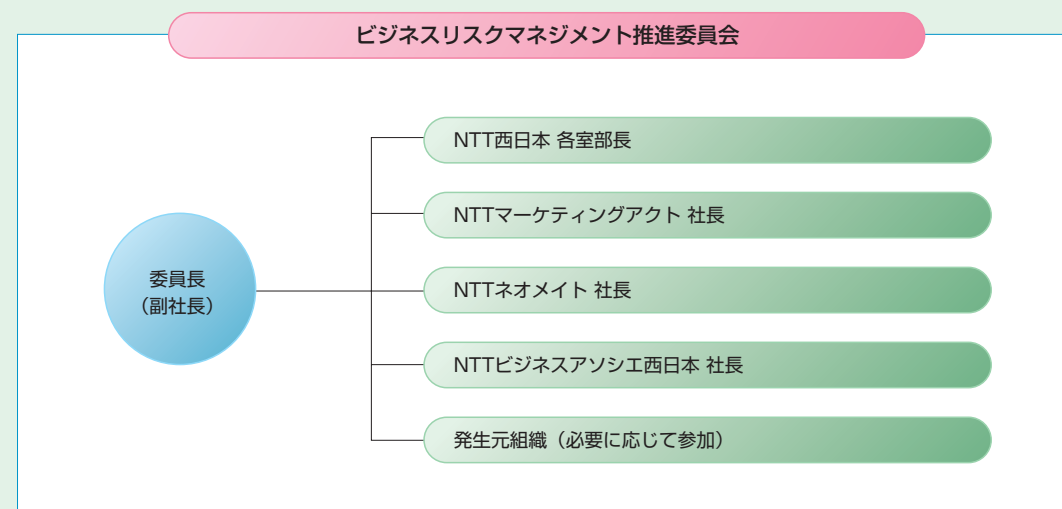 ビジネスリスクマネジメント推進委員会
NTT西日本 各室部長
NTTマーケティングアクト 社長
委員長
（副社長）
NTTネオメイト 社長
NTTビジネスアソシエ西日本 社長
発生元組織（必要に応じて参加）